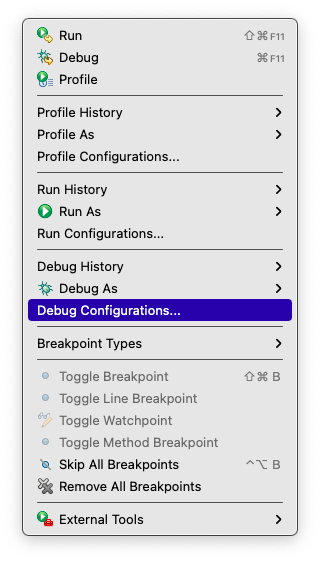 Run ⇧⌘F11
Debug ⌘F11
Profile
Profile History
Profile As
Profile Configurations...
Run History
Run As
Run Configurations...
Debug History
Debug As
Debug Configurations...
Breakpoint Types
Toggle Breakpoint ⇧⌘ B
Toggle Line Breakpoint
Toggle Watchpoint
Toggle Method Breakpoint
Skip All Breakpoints ^⌥ B
Remove All Breakpoints
External Tools